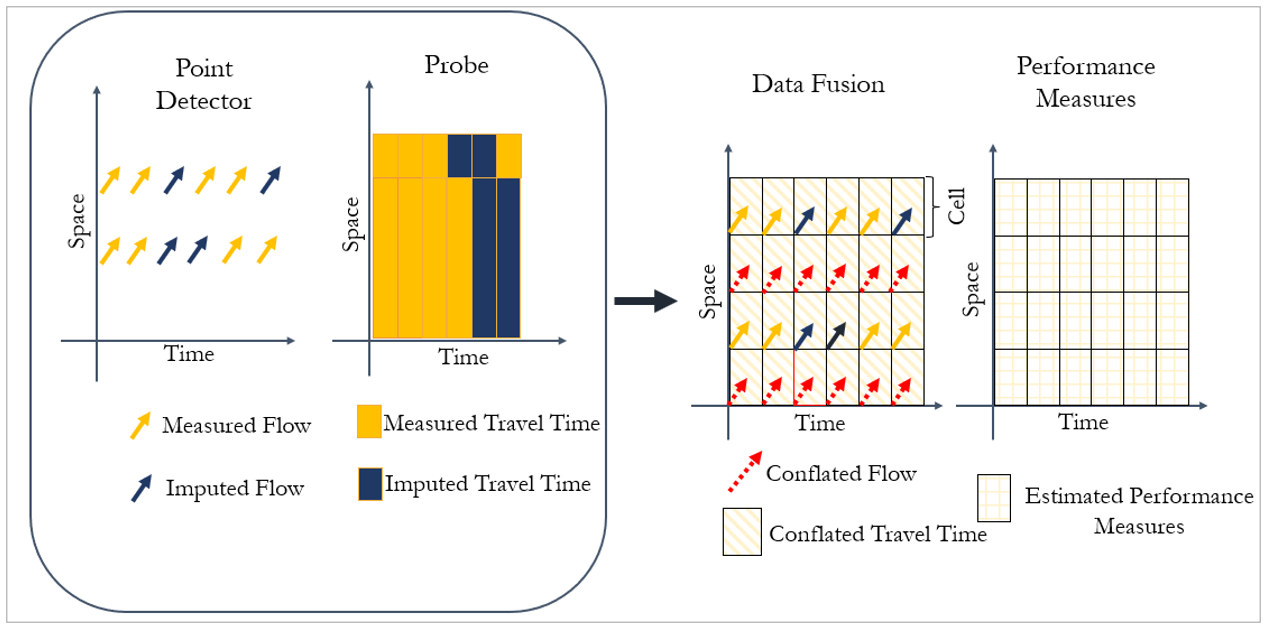 Point
Detector
Space
Time
Probe
Space
Time
Measured Flow
Imputed Flow
Measured Travel Time
Imputed Travel Time
Data Fusion
Cell
Space
Time
Conflated Flow
Conflated Travel Time
Performance
Measures
Space
Time
Estimated Performance
Measures